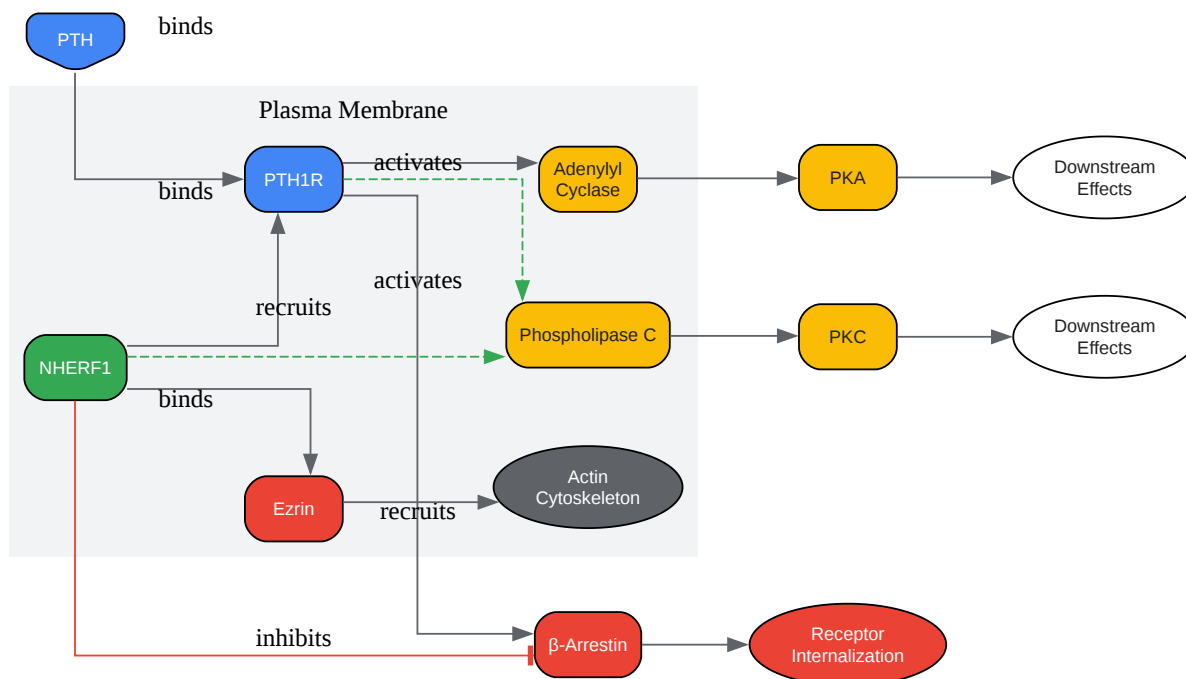 PTH
binds
Plasma Membrane
activates
Adenylyl
Cyclase
PKA
Downstream
Effects
PTH1R
binds
activates
recruits
Phospholipase C
PKC
Downstream
Effects
NHERF1
binds
Ezrin
recruits
Actin
Cytoskeleton
inhibits
β-Arrestin
Receptor
Internalization